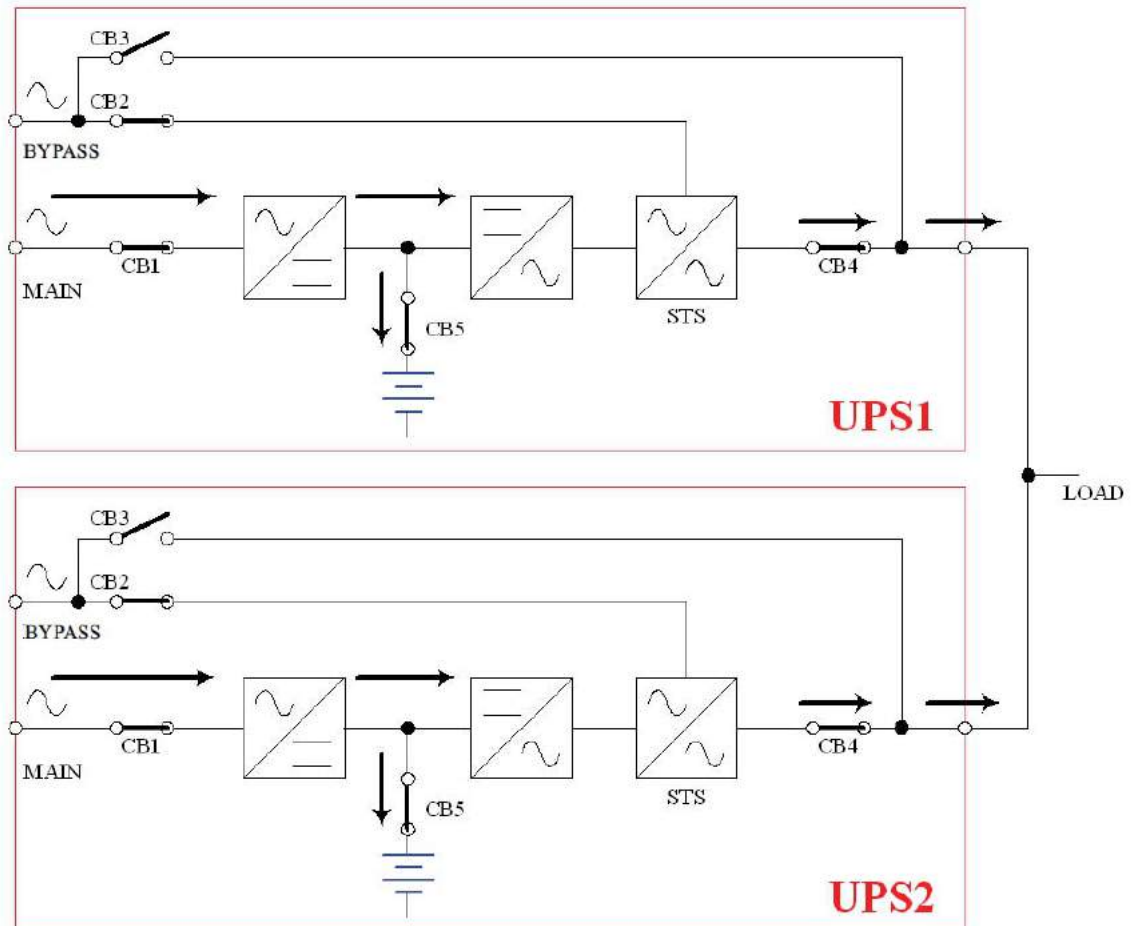 CB3
CB2
BYPASS
MAIN
CB1
CB5
STS
CB4
UPS1
LOAD
CB3
CB2
BYPASS
MAIN
CB1
CB5
STS
CB4
UPS2